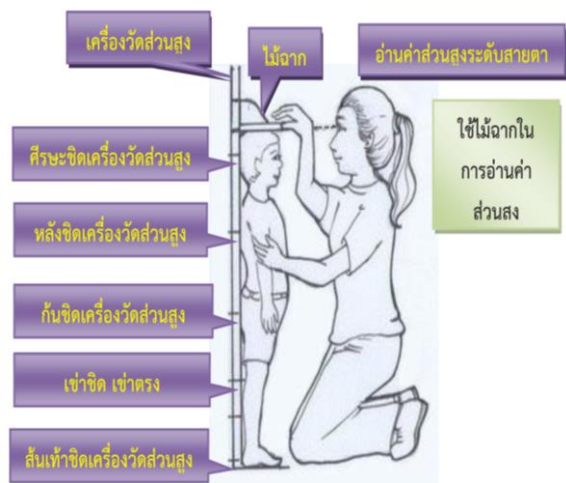 เครื่องวัดส่วนสูง
ไม้ฉาก
อ่านค่าส่วนสูงระดับสายตา
ใช้ไม้ฉากใน
การอ่านค่า
ส่วนสง
ศีรษะชิดเครื่องวัดส่วนสูง
หลังชิดเครื่องวัดส่วนสูง
ก้นชิดเครื่องวัดส่วนสูง
เข่าชิด เข่าตรง
ส้นเท้าชิดเครื่องวัดส่วนสูง